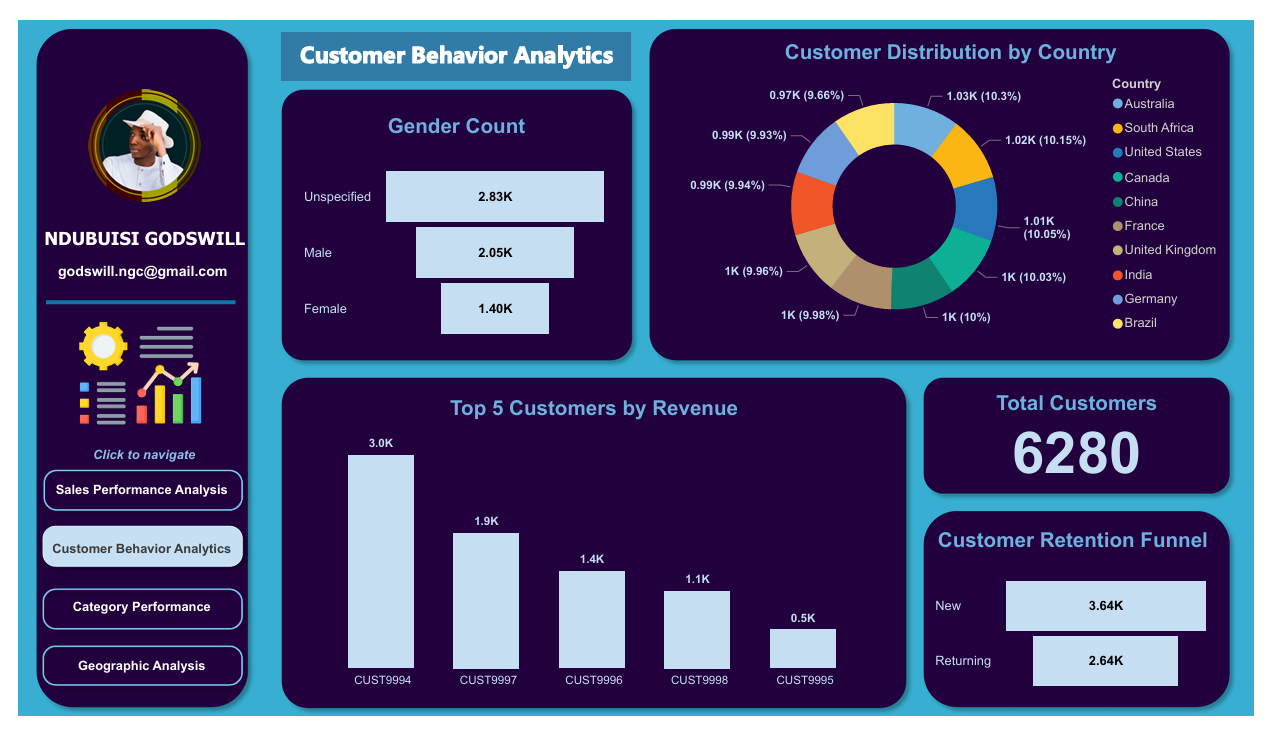 NDUBUISI GODSWILL
godswill.ngc@gmail.com
Click to navigate
Sales Performance Analysis
Customer Behavior Analytics
Category Performance
Geographic Analysis
Customer Behavior Analytics
Gender Count
Unspecified 2.83K
Male 2.05K
Female 1.40K
Customer Distribution by Country
1.03K (10.3%)
1.02K (10.15%)
1.01K
(10.05%)
1K (10.03%)
1K (10%)
1K (9.98%)
1K (9.96%)
0.99K (9.94%)
0.99K (9.93%)
0.97K (9.66%)
Country
Australia
South Africa
United States
Canada
China
France
United Kingdom
India
Germany
Brazil
Top 5 Customers by Revenue
3.0K
1.9K
1.4K
1.1K
0.5K
CUST9994 CUST9997 CUST9996 CUST9998 CUST9995
Total Customers
6280
Customer Retention Funnel
New 3.64K
Returning 2.64K